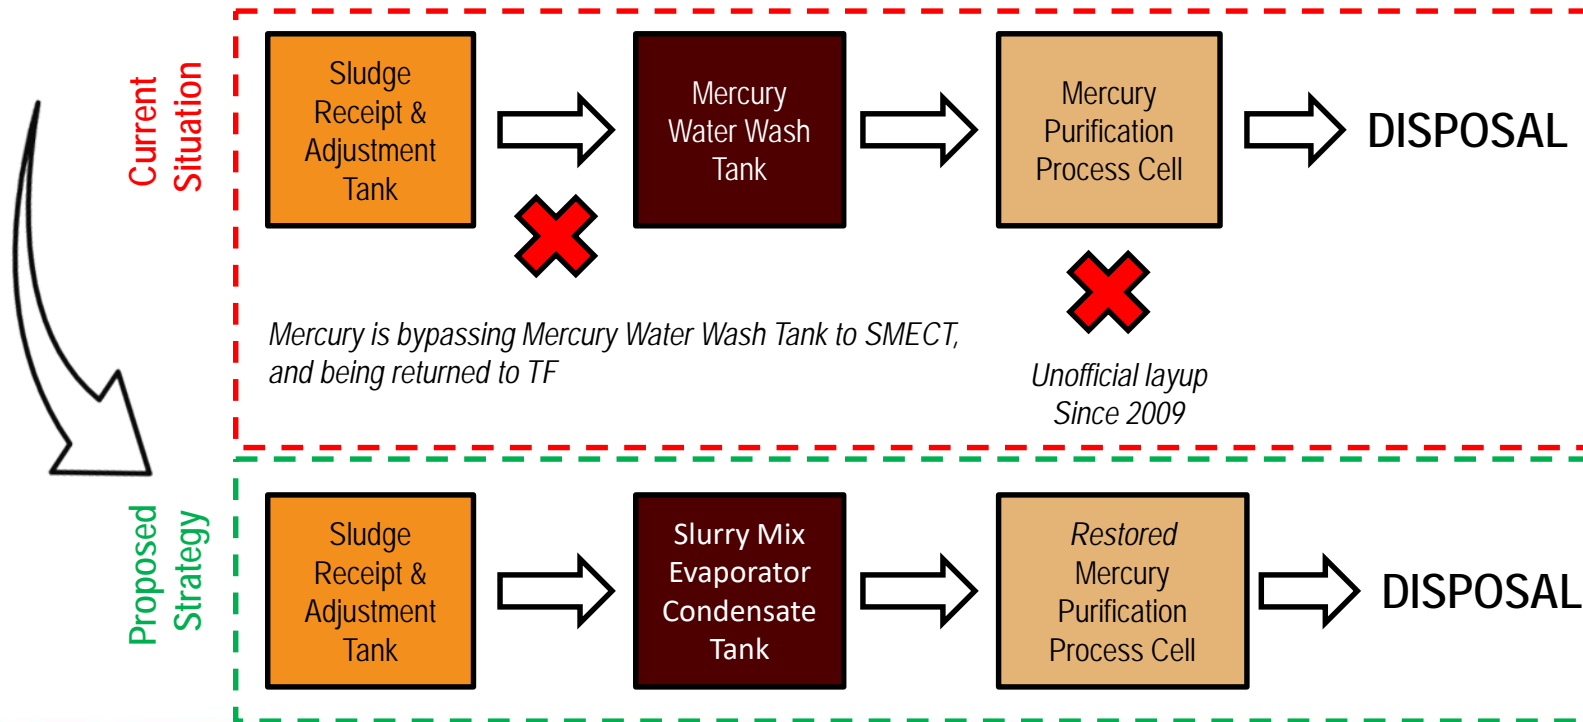 Current
Situation
Sludge
Receipt &
Adjustment
Tank
Mercury
Water Wash
Tank
Mercury
Purification
Process Cell
DISPOSAL
Mercury is bypassing Mercury Water Wash Tank to SMECT,
and being returned to TF
Unofficial layup
Since 2009
Proposed
Strategy
Sludge
Receipt &
Adjustment
Tank
Slurry Mix
Evaporator
Condensate
Tank
Restored
Mercury
Purification
Process Cell
DISPOSAL